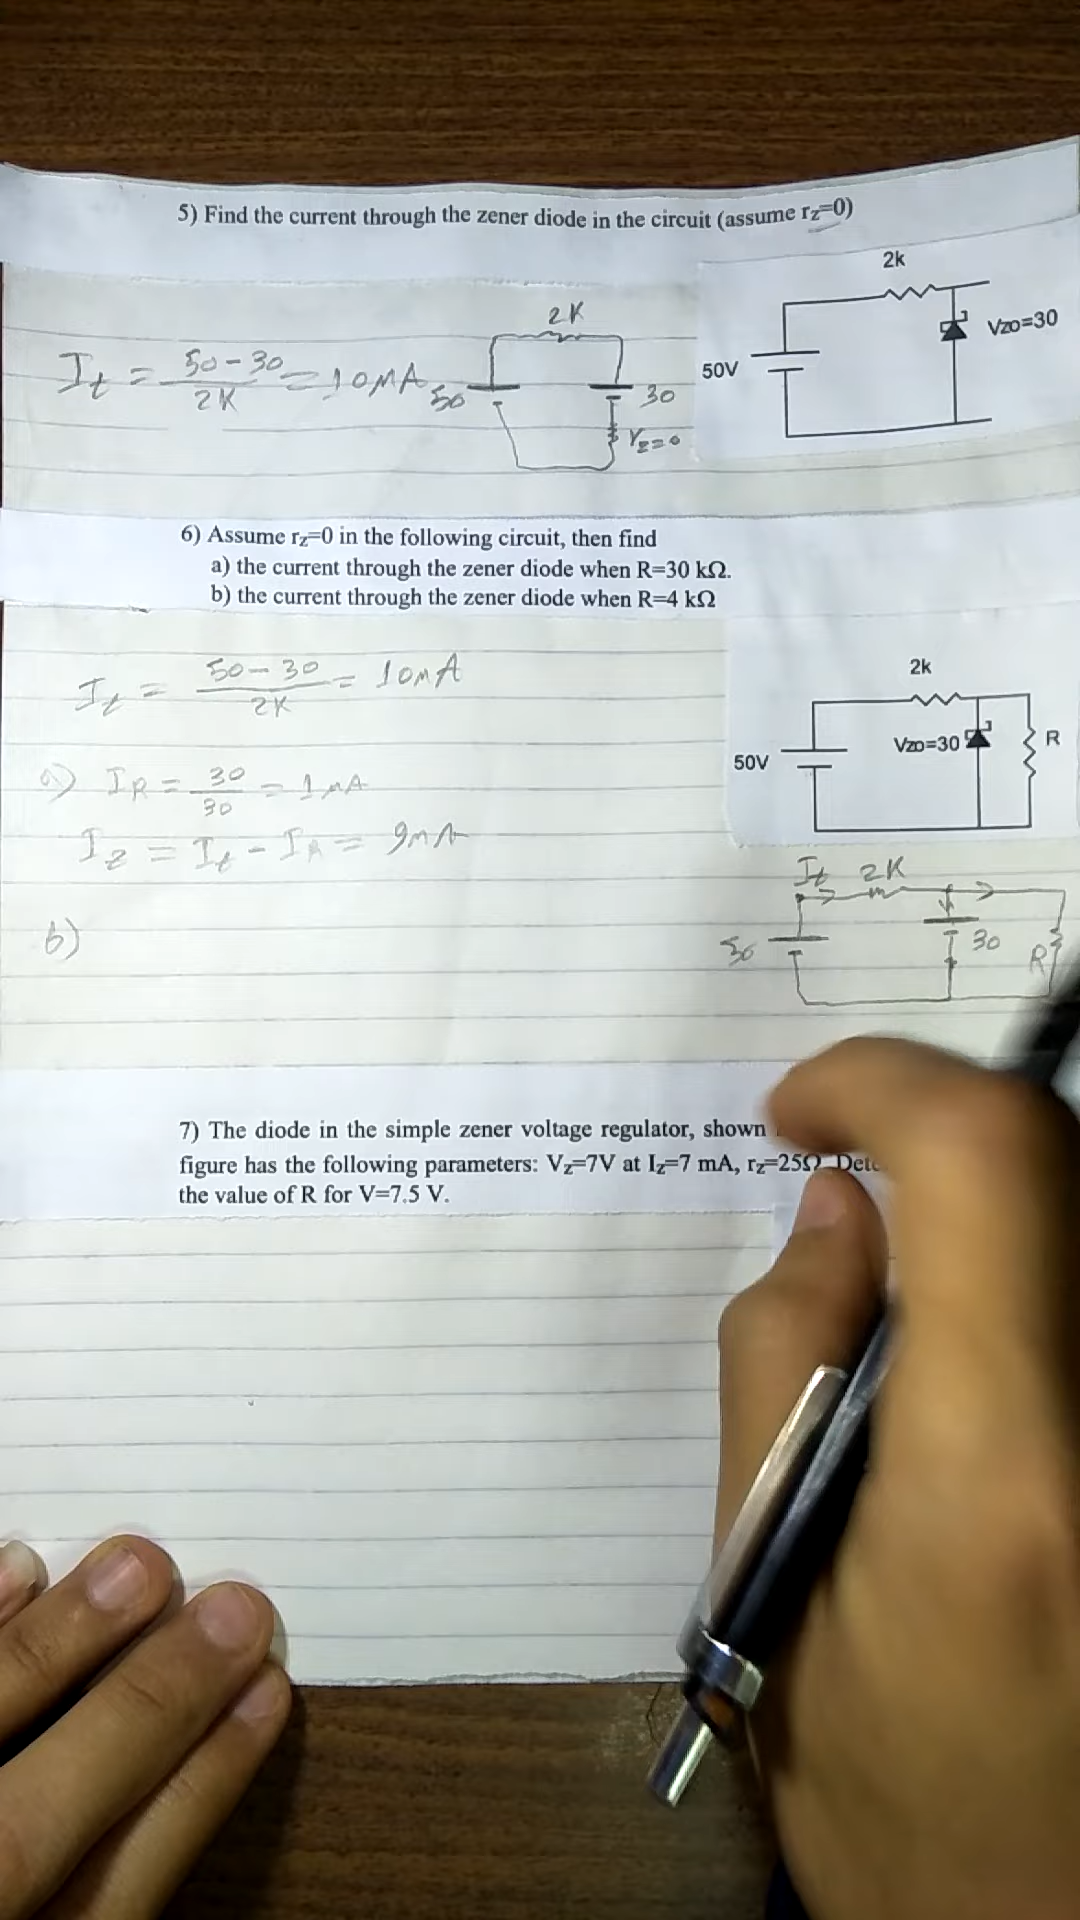 5) Find the current through the zener diode in the circuit (assume rz=0)
2k
Vzo=30
50V
It = 50-30 / 2K = 10mA
2K
50
30
rz=0
6) Assume rz=0 in the following circuit, then find
a) the current through the zener diode when R=30 kΩ.
b) the current through the zener diode when R=4 kΩ
2k
Vzo=30
R
50V
It = 50-30 / 2K = 10mA
a) IR = 30 / 30 = 1mA
Iz = It - IR = 9mA
b)
It 2K
50
30
R
7) The diode in the simple zener voltage regulator, shown
figure has the following parameters: Vz=7V at Iz=7 mA, rz=25Ω
the value of R for V=7.5 V.